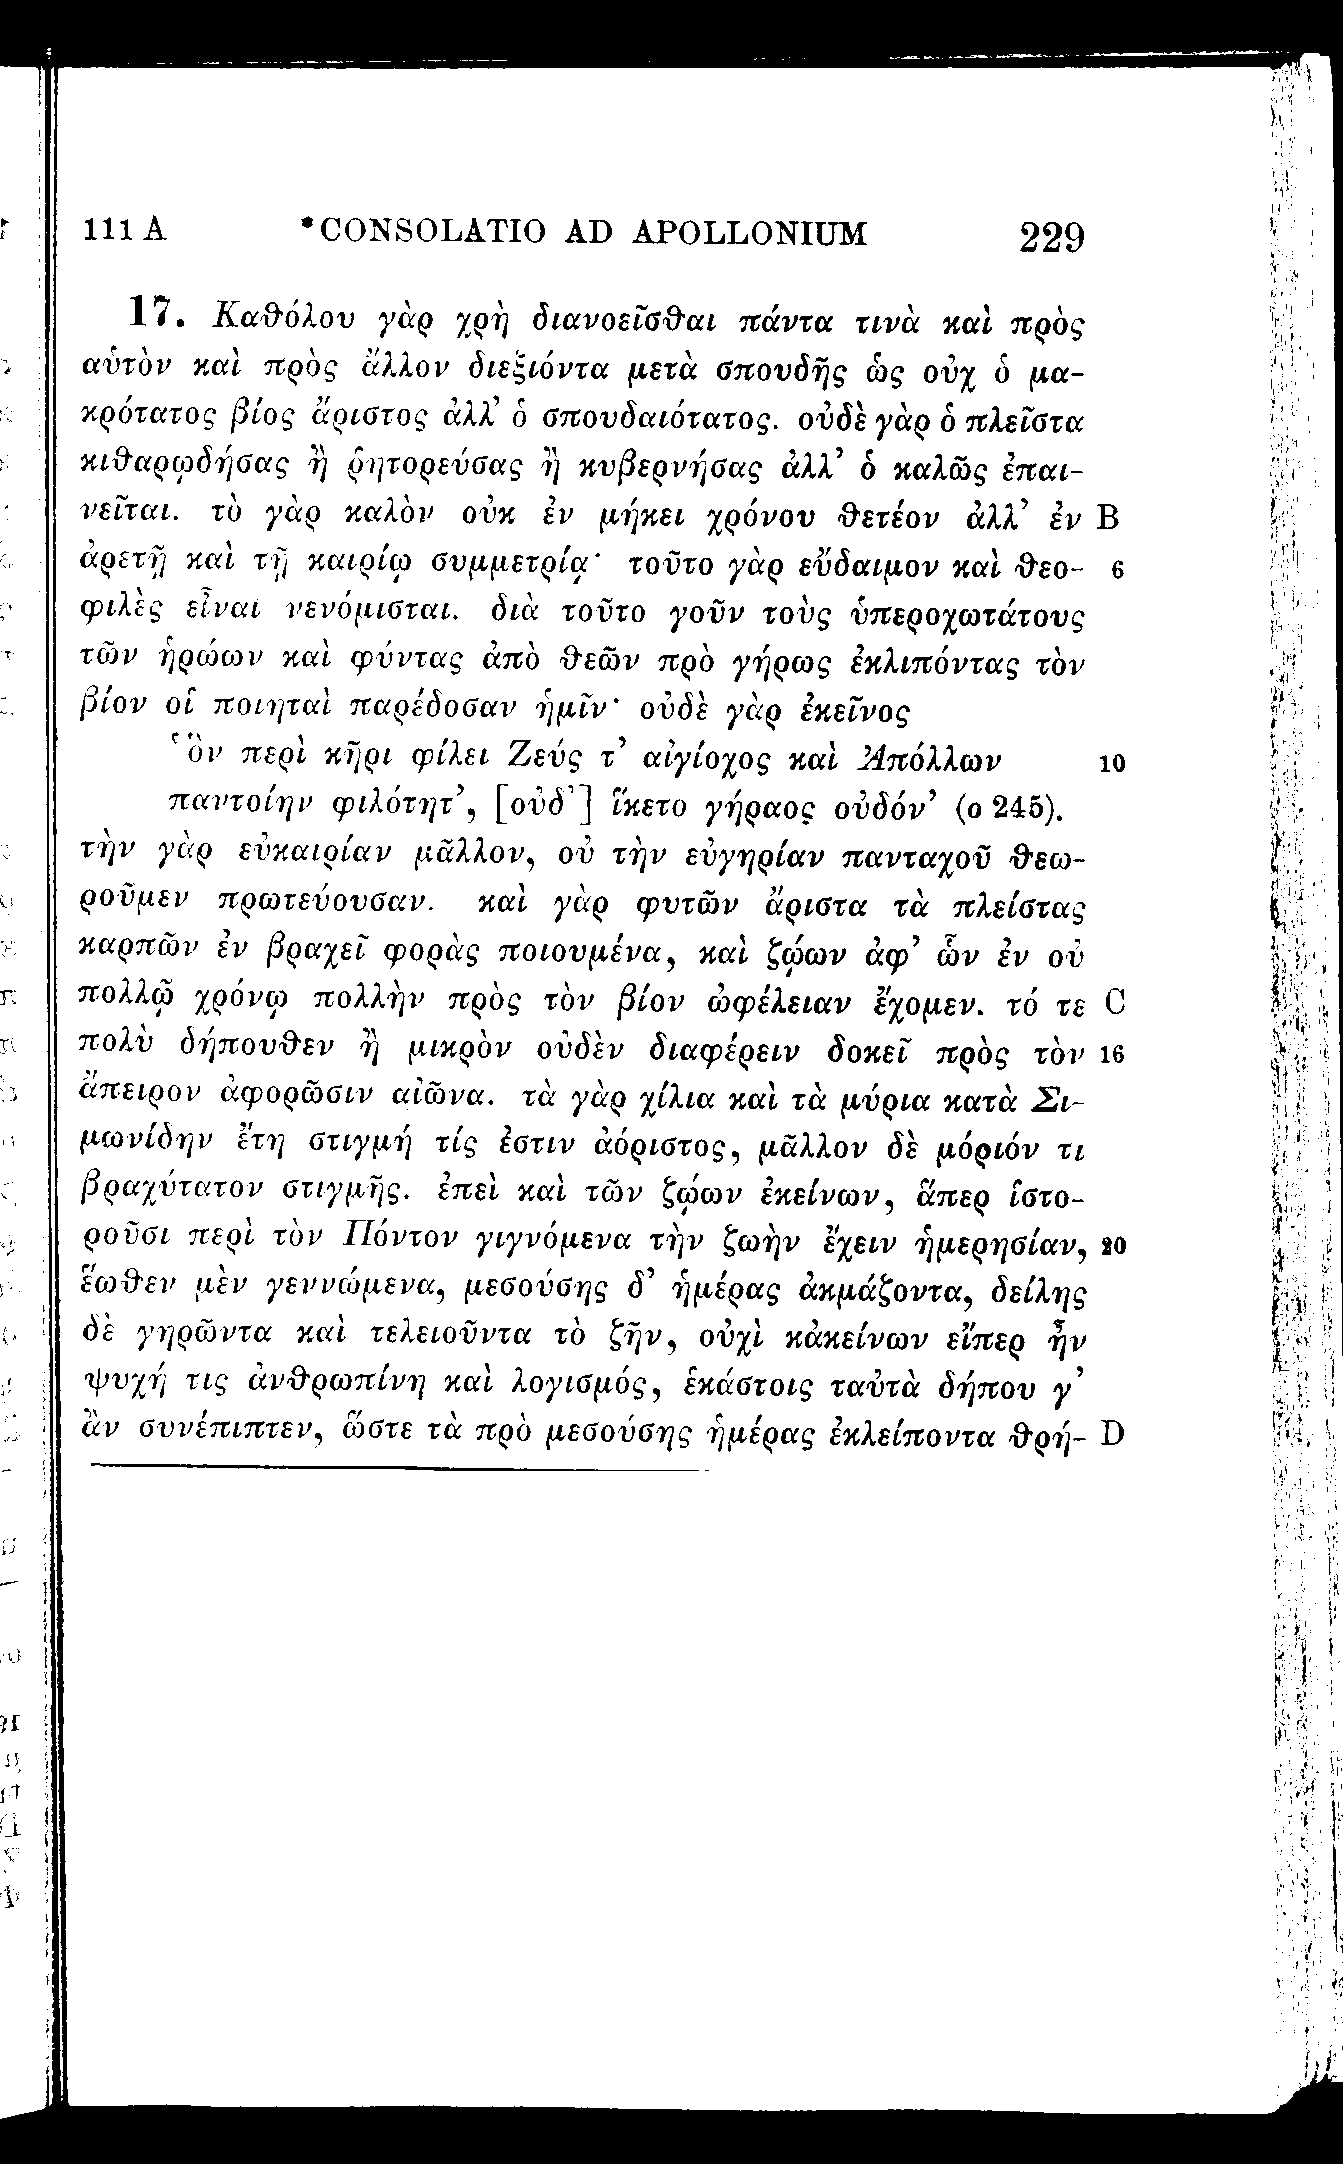 111 A *CONSOLATIO AD APOLLONIUM 229
17. Καθόλου γὰρ χρὴ διανοεῖσθαι πάντα τινὰ καὶ πρὸς
αὑτὸν καὶ πρὸς ἄλλον διεξιόντα μετὰ σπουδῆς ὡς οὐχ ὁ μα-
κρότατος βίος ἄριστος ἀλλ’ ὁ σπουδαιότατος. οὐδὲ γὰρ ὁ πλεῖστα
κιθαρῳδήσας ἢ ῥητορεύσας ἢ κυβερνήσας ἀλλ’ ὁ καλῶς ἐπαι-
νεῖται. τὸ γὰρ καλὸν οὐκ ἐν μήκει χρόνου θετέον ἀλλ’ ἐν B
ἀρετῇ καὶ τῇ καιρίῳ συμμετρίᾳ· τοῦτο γὰρ εὔδαιμον καὶ θεο- 6
φιλὲς εἶναι νενόμισται. διὰ τοῦτο γοῦν τοὺς ὑπεροχωτάτους
τῶν ἡρώων καὶ φύντας ἀπὸ θεῶν πρὸ γήρως ἐκλιπόντας τὸν
βίον οἱ ποιηταὶ παρέδοσαν ἡμῖν· οὐδὲ γὰρ ἐκεῖνος
‘ὃν περὶ κῆρι φίλει Ζεύς τ’ αἰγίοχος καὶ Ἀπόλλων 10
παντοίην φιλότητ’, [οὐδ’] ἵκετο γήραος οὐδόν’ (ο 245).
τὴν γὰρ εὐκαιρίαν μᾶλλον, οὐ τὴν εὐγηρίαν πανταχοῦ θεω-
ροῦμεν πρωτεύουσαν. καὶ γὰρ φυτῶν ἄριστα τὰ πλείστας
καρπῶν ἐν βραχεῖ φορὰς ποιουμένα, καὶ ζῴων ἀφ’ ὧν ἐν οὐ
πολλῷ χρόνῳ πολλὴν πρὸς τὸν βίον ὠφέλειαν ἔχομεν. τό τε C
πολὺ δήπουθεν ἢ μικρὸν οὐδὲν διαφέρειν δοκεῖ πρὸς τὸν 16
ἄπειρον ἀφορῶσιν αἰῶνα. τὰ γὰρ χίλια καὶ τὰ μύρια κατὰ Σι-
μωνίδην ἔτη στιγμή τίς ἐστιν ἀόριστος, μᾶλλον δὲ μόριόν τι
βραχύτατον στιγμῆς. ἐπεὶ καὶ τῶν ζῴων ἐκείνων, ἅπερ ἱστο-
ροῦσι περὶ τὸν Πόντον γιγνόμενα τὴν ζωὴν ἔχειν ἡμερησίαν, 20
ἕωθεν μὲν γεννώμενα, μεσούσης δ’ ἡμέρας ἀκμάζοντα, δείλης
δὲ γηρῶντα καὶ τελειοῦντα τὸ ζῆν, οὐχὶ κἀκείνων εἴπερ ἦν
ψυχή τις ἀνθρωπίνη καὶ λογισμός, ἑκάστοις ταὐτὰ δήπου γ’
ἂν συνέπιπτεν, ὥστε τὰ πρὸ μεσούσης ἡμέρας ἐκλείποντα θρή- D